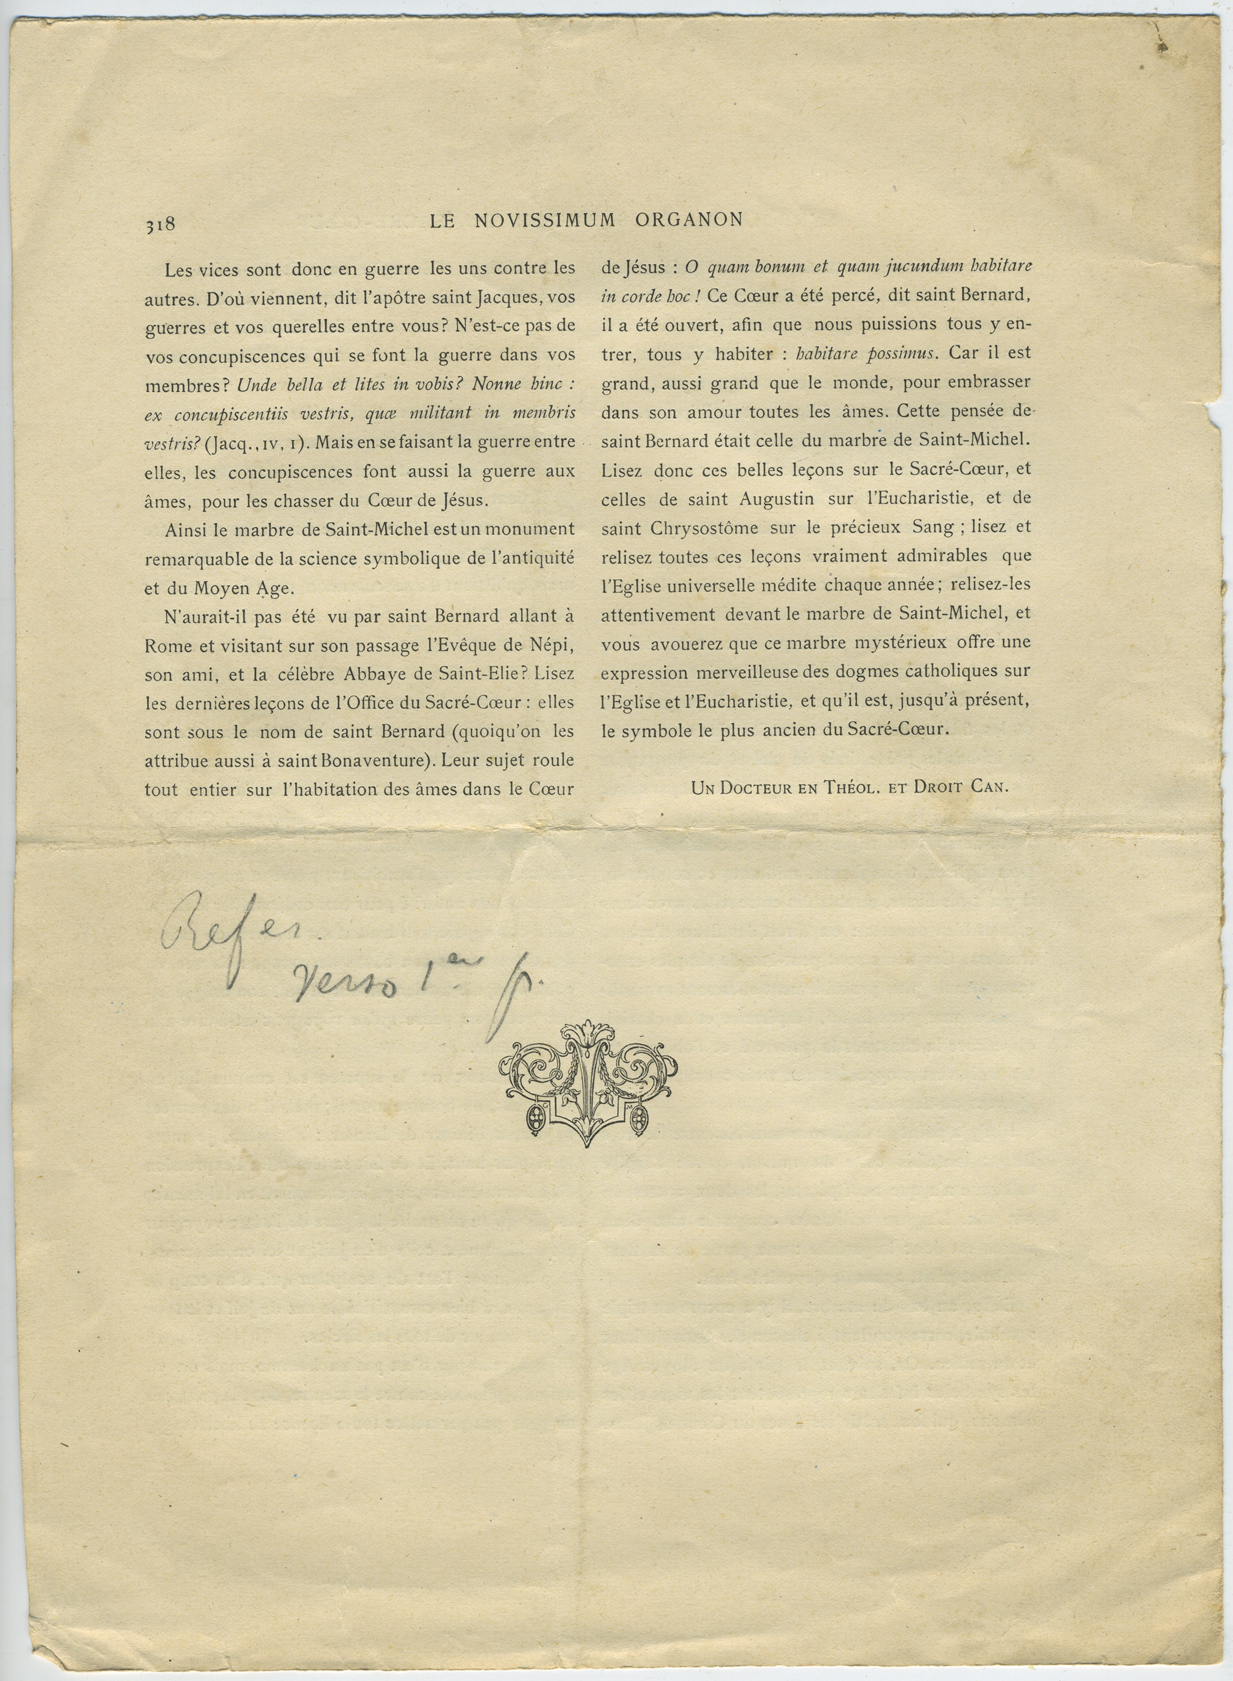 318
LE NOVISSIMUM ORGANON
Les vices sont donc en guerre les uns contre les
autres. D'où viennent, dit l'apôtre saint Jacques, vos
guerres et vos querelles entre vous? N'est-ce pas de
vos concupiscences qui se font la guerre dans vos
membres? Unde bella et lites in vobis? Nonne hinc :
ex concupiscentiis vestris, quæ militant in membris
vestris? (Jacq., IV, 1). Mais en se faisant la guerre entre
elles, les concupiscences font aussi la guerre aux
âmes, pour les chasser du Cœur de Jésus.
Ainsi le marbre de Saint-Michel est un monument
remarquable de la science symbolique de l'antiquité
et du Moyen Age.
N'aurait-il pas été vu par saint Bernard allant à
Rome et visitant sur son passage l'Evêque de Népi,
son ami, et la célèbre Abbaye de Saint-Elie? Lisez
les dernières leçons de l'Office du Sacré-Cœur : elles
sont sous le nom de saint Bernard (quoiqu'on les
attribue aussi à saint Bonaventure). Leur sujet roule
tout entier sur l'habitation des âmes dans le Cœur
de Jésus : O quam bonum et quam jucundum habitare
in corde hoc ! Ce Cœur a été percé, dit saint Bernard,
il a été ouvert, afin que nous puissions tous y en-
trer, tous y habiter : habitare possimus. Car il est
grand, aussi grand que le monde, pour embrasser
dans son amour toutes les âmes. Cette pensée de
saint Bernard était celle du marbre de Saint-Michel.
Lisez donc ces belles leçons sur le Sacré-Cœur, et
celles de saint Augustin sur l'Eucharistie, et de
saint Chrysostôme sur le précieux Sang ; lisez et
relisez toutes ces leçons vraiment admirables que
l'Eglise universelle médite chaque année; relisez-les
attentivement devant le marbre de Saint-Michel, et
vous avouerez que ce marbre mystérieux offre une
expression merveilleuse des dogmes catholiques sur
l'Eglise et l'Eucharistie, et qu'il est, jusqu'à présent,
le symbole le plus ancien du Sacré-Cœur.
UN DOCTEUR EN THÉOL. ET DROIT CAN.
Refer.
Verso 1er p.